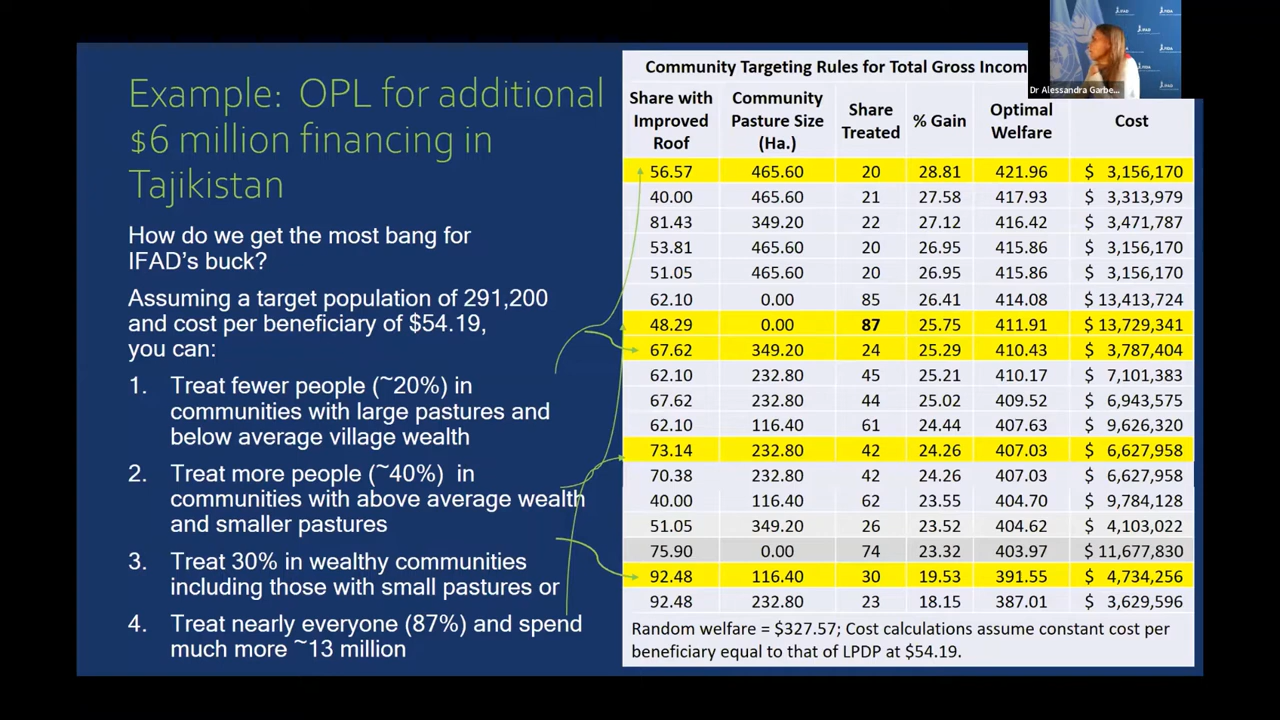 Example: OPL for additional
$6 million financing in
Tajikistan
How do we get the most bang for
IFAD's buck?
Assuming a target population of 291,200
and cost per beneficiary of $54.19,
you can:
1. Treat fewer people (~20%) in
communities with large pastures and
below average village wealth
2. Treat more people (~40%) in
communities with above average wealth
and smaller pastures
3. Treat 30% in wealthy communities
including those with small pastures or
4. Treat nearly everyone (87%) and spend
much more ~13 million
Community Targeting Rules for Total Gross Incom
Share with Improved Roof Community Pasture Size (Ha.) Share Treated % Gain Optimal Welfare Cost
56.57 465.60 20 28.81 421.96 $ 3,156,170
40.00 465.60 21 27.58 417.93 $ 3,313,979
81.43 349.20 22 27.12 416.42 $ 3,471,787
53.81 465.60 20 26.95 415.86 $ 3,156,170
51.05 465.60 20 26.95 415.86 $ 3,156,170
62.10 0.00 85 26.41 414.08 $ 13,413,724
48.29 0.00 87 25.75 411.91 $ 13,729,341
67.62 349.20 24 25.29 410.43 $ 3,787,404
62.10 232.80 45 25.21 410.17 $ 7,101,383
67.62 232.80 44 25.02 409.52 $ 6,943,575
62.10 116.40 61 24.44 407.63 $ 9,626,320
73.14 232.80 42 24.26 407.03 $ 6,627,958
70.38 232.80 42 24.26 407.03 $ 6,627,958
40.00 116.40 62 23.55 404.70 $ 9,784,128
51.05 349.20 26 23.52 404.62 $ 4,103,022
75.90 0.00 74 23.32 403.97 $ 11,677,830
92.48 116.40 30 19.53 391.55 $ 4,734,256
92.48 232.80 23 18.15 387.01 $ 3,629,596
Random welfare = $327.57; Cost calculations assume constant cost per
beneficiary equal to that of LPDP at $54.19.
Dr Alessandra Garbe...